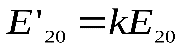 E'₂₀ = kE₂₀